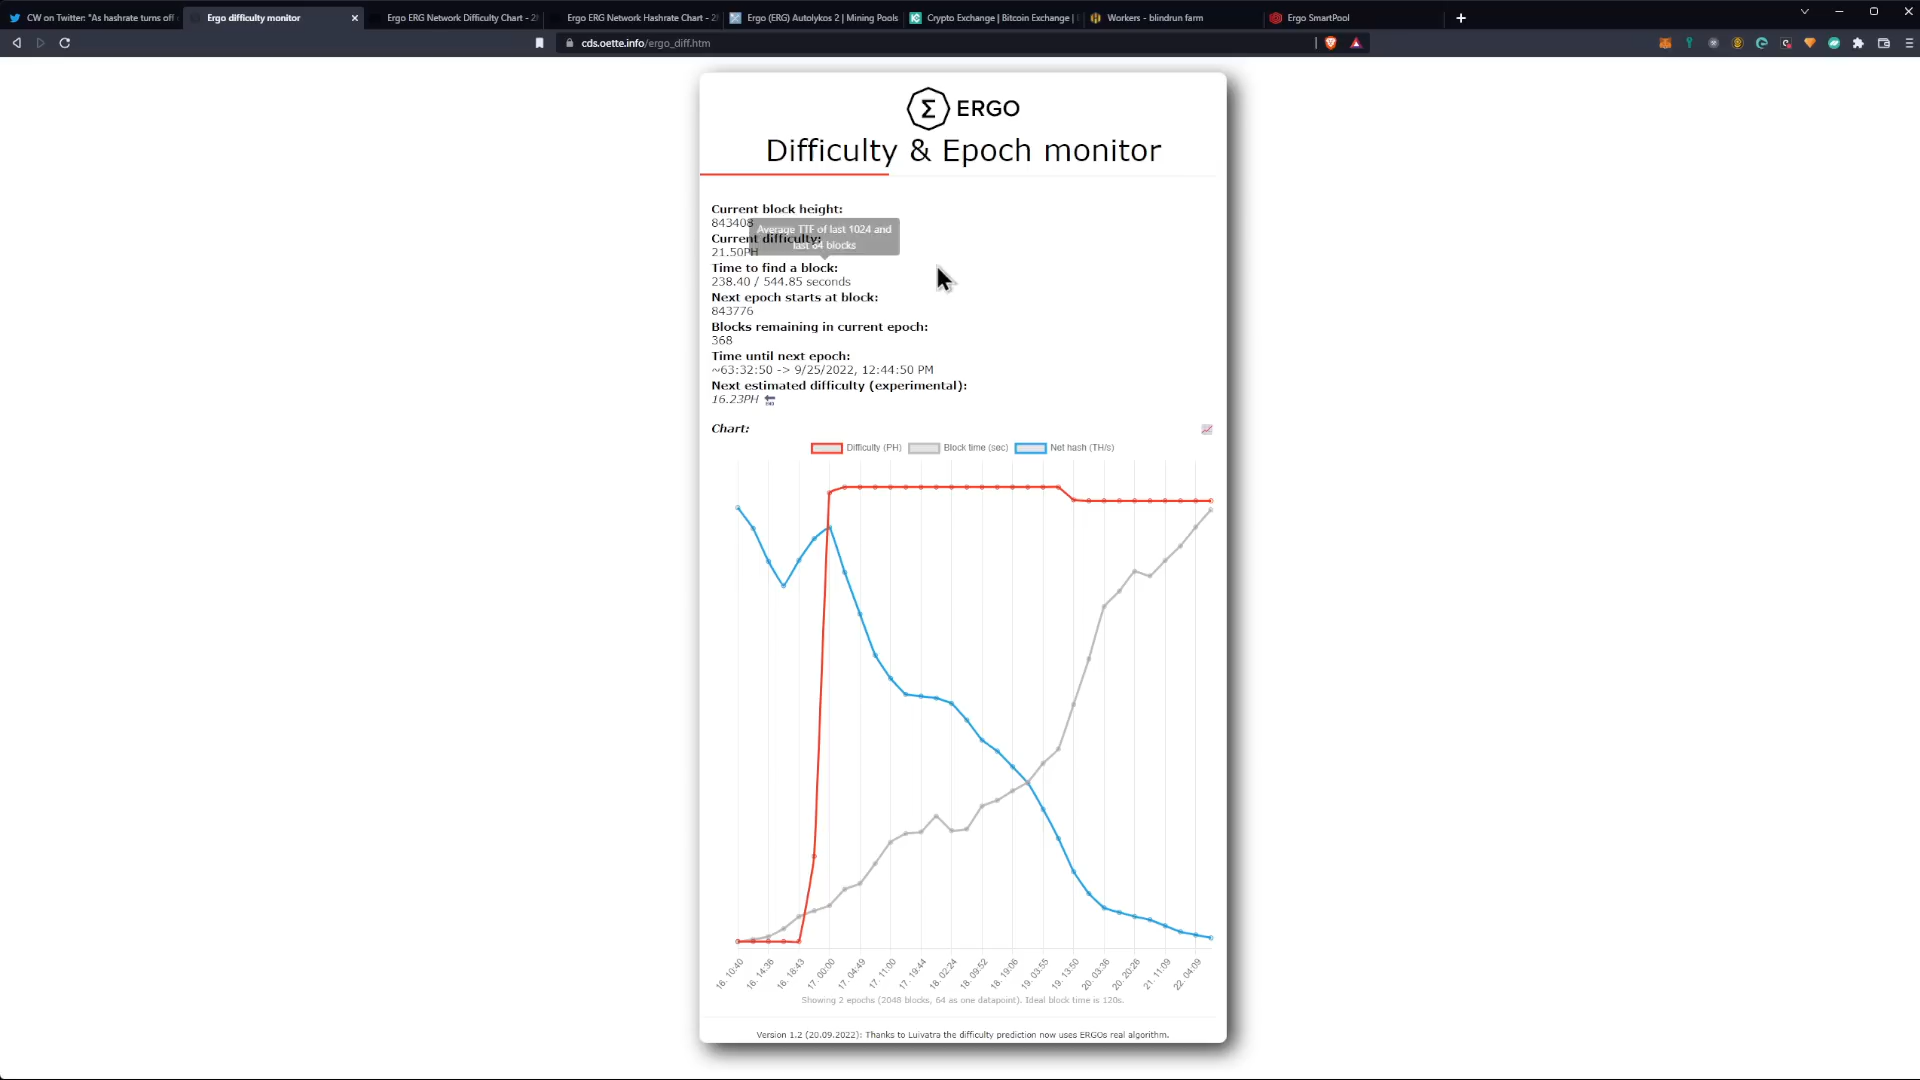 CW on Twitter: "As hashrate turns off
Ergo difficulty monitor
Ergo ERG Network Difficulty Chart - 2
Ergo ERG Network Hashrate Chart - 2
Ergo (ERG) Autolykos 2 | Mining Pools
Crypto Exchange | Bitcoin Exchange |
Workers - blindrun farm
Ergo SmartPool
cds.oette.info/ergo_diff.htm
Σ ERGO
Difficulty & Epoch monitor
Current block height:
843408
Average TTF of last 1024 and
last 64 blocks
Current difficulty:
21.50PH
Time to find a block:
238.40 / 544.85 seconds
Next epoch starts at block:
843776
Blocks remaining in current epoch:
368
Time until next epoch:
~63:32:50 -> 9/25/2022, 12:44:50 PM
Next estimated difficulty (experimental):
16.23PH
Chart:
Difficulty (PH) Block time (sec) Net hash (TH/s)
16. 10:40 16. 14:36 16. 18:43 17. 00:00 17. 04:49 17. 11:00 17. 19:44 18. 02:24 18. 09:52 18. 19:06 19. 03:55 19. 13:50 20. 03:36 20. 20:26 21. 11:09 22. 04:09
Showing 2 epochs (2048 blocks, 64 as one datapoint). Ideal block time is 120s.
Version 1.2 (20.09.2022): Thanks to Luivatra the difficulty prediction now uses ERGOs real algorithm.